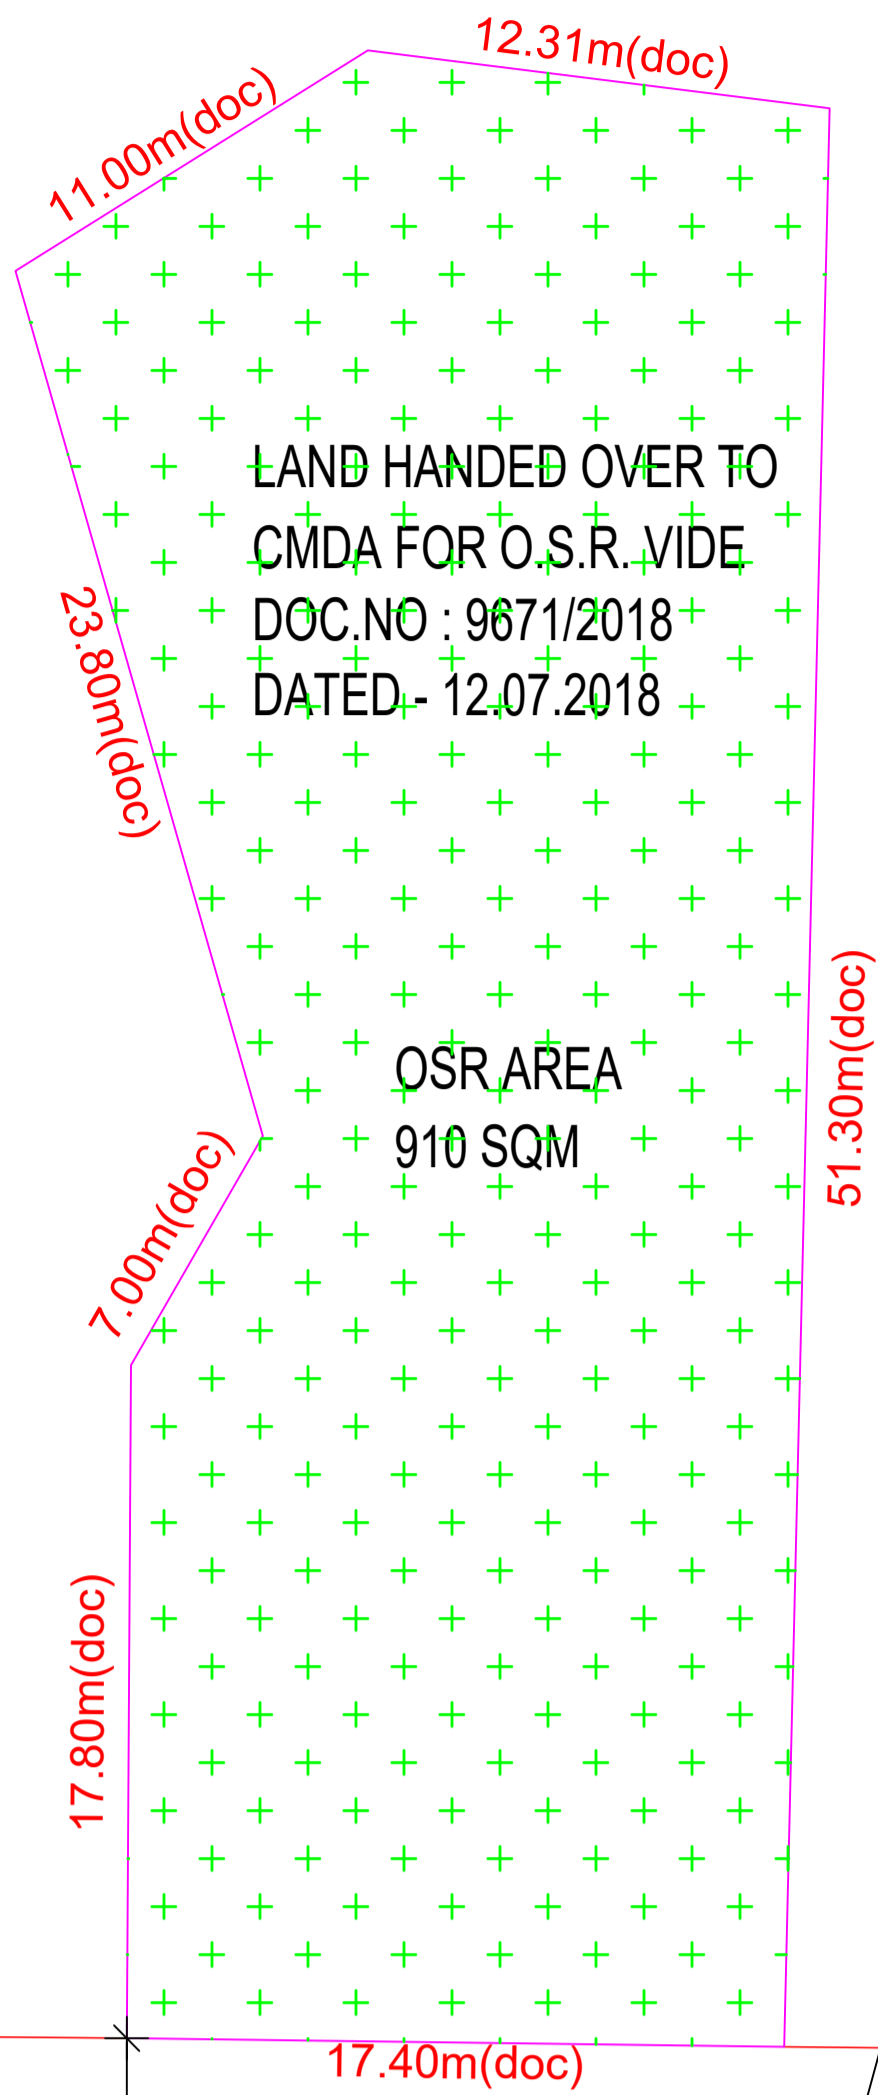 12.31m(doc)
11.00m(doc)
LAND HANDED OVER TO
CMDA FOR O.S.R. VIDE
DOC.NO : 9671/2018
DATED - 12.07.2018
23.80m(doc)
51.30m(doc)
OSR AREA
910 SQM
7.00m(doc)
17.80m(doc)
17.40m(doc)